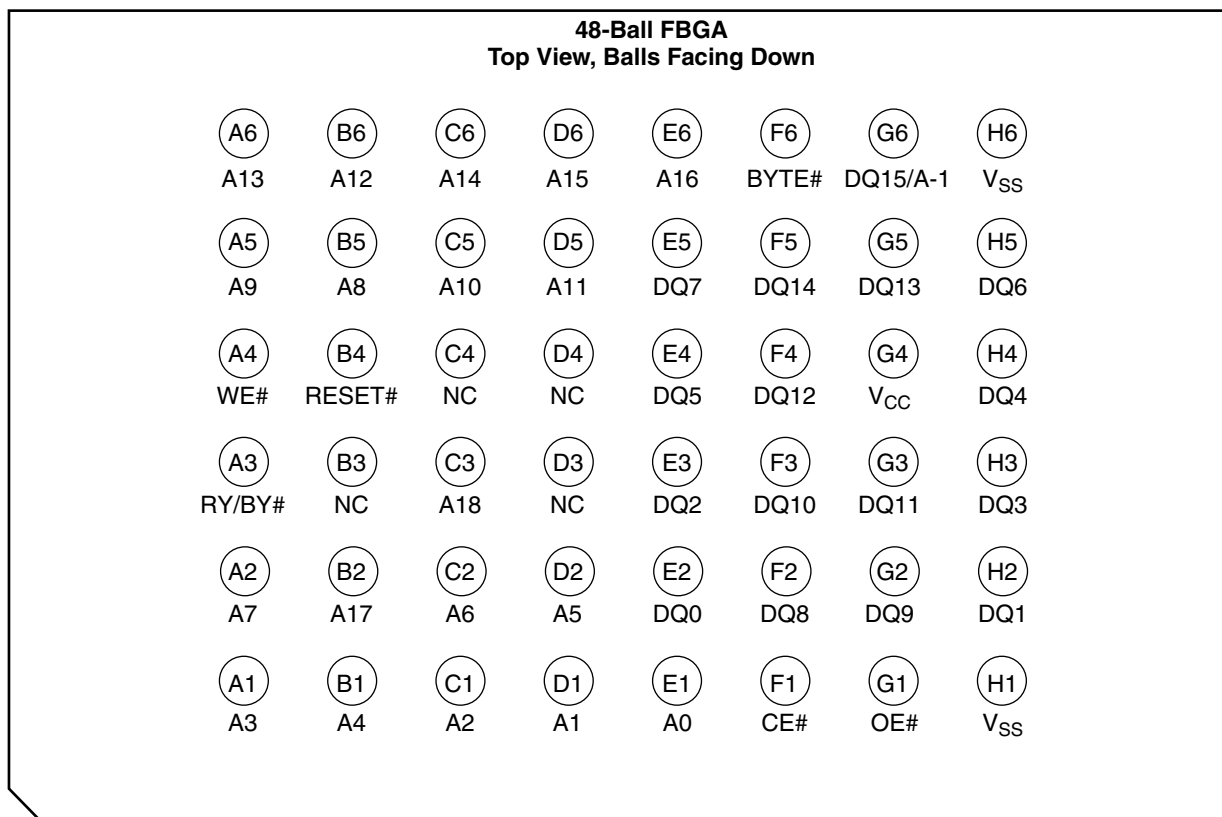 48-Ball FBGA
Top View, Balls Facing Down
A6 B6 C6 D6 E6 F6 G6 H6
A13 A12 A14 A15 A16 BYTE# DQ15/A-1 VSS
A5 B5 C5 D5 E5 F5 G5 H5
A9 A8 A10 A11 DQ7 DQ14 DQ13 DQ6
A4 B4 C4 D4 E4 F4 G4 H4
WE# RESET# NC NC DQ5 DQ12 VCC DQ4
A3 B3 C3 D3 E3 F3 G3 H3
RY/BY# NC A18 NC DQ2 DQ10 DQ11 DQ3
A2 B2 C2 D2 E2 F2 G2 H2
A7 A17 A6 A5 DQ0 DQ8 DQ9 DQ1
A1 B1 C1 D1 E1 F1 G1 H1
A3 A4 A2 A1 A0 CE# OE# VSS